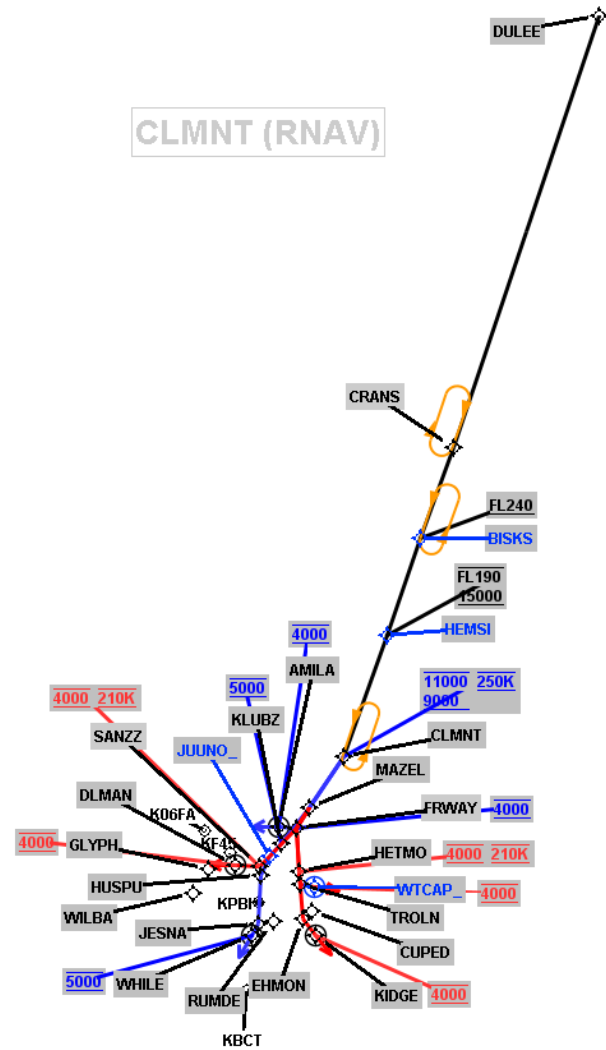 DULEE
CLMNT (RNAV)
CRANS
FL240
BISKS
FL190
15000
HEMSI
4000
AMILA
5000
KLUBZ
11000 250K
9000
CLMNT
4000 210K
SANZZ
JUUNO_
MAZEL
DLMAN
K06FA
FRWAY
4000
4000
GLYPH
KF45
HETMO
4000 210K
HUSPU
WTCAP_
4000
WILBA
KPBI
TROLN
JESNA
CUPED
5000
WHILE
RUMDE
EHMON
KIDGE
4000
KBCT